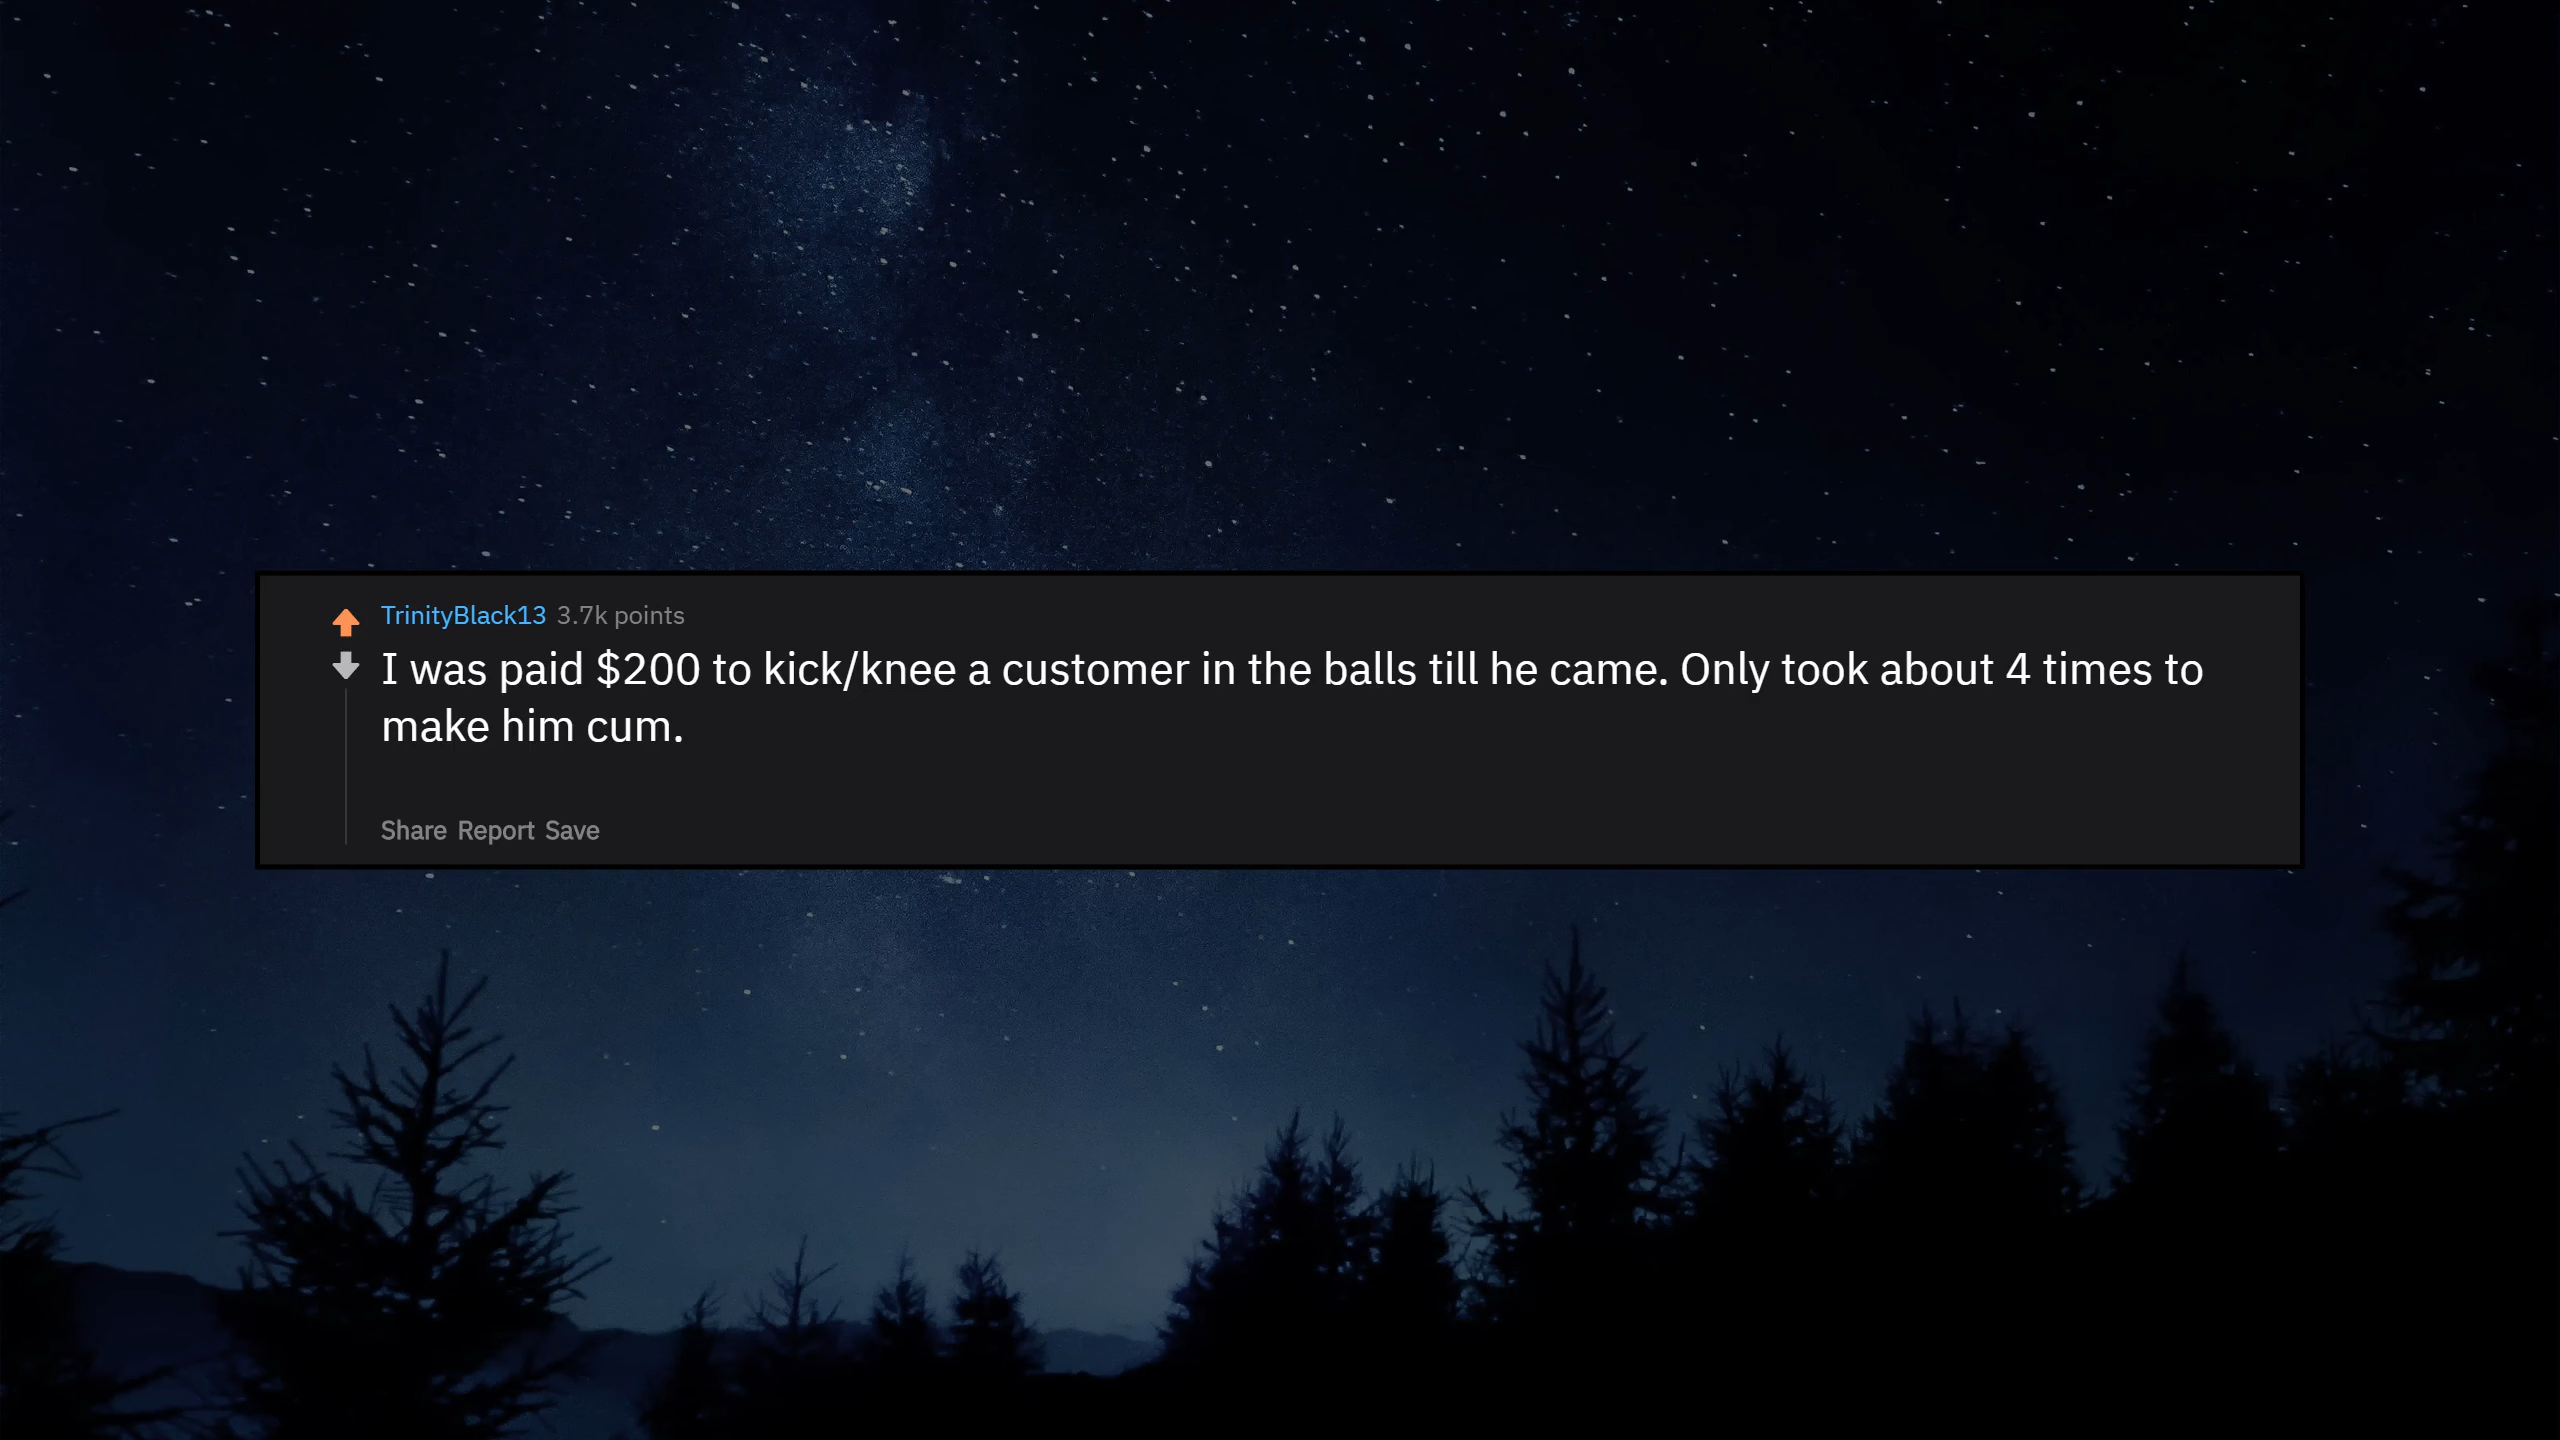 TrinityBlack13 3.7k points
I was paid $200 to kick/knee a customer in the balls till he came. Only took about 4 times to
make him cum.
Share Report Save